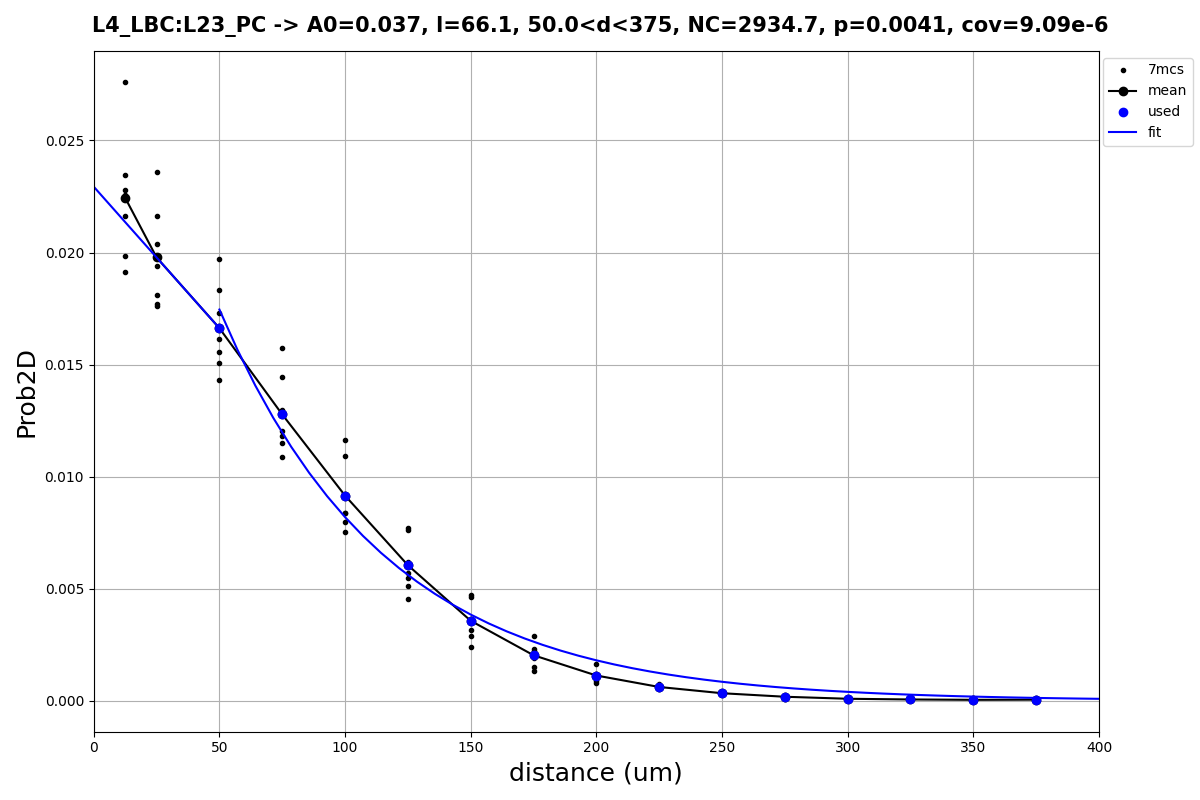 L4_LBC:L23_PC -> A0=0.037, l=66.1, 50.0<d<375, NC=2934.7, p=0.0041, cov=9.09e-6
7mcs
mean
used
fit
0.025
0.020
0.015
0.010
0.005
0.000
Prob2D
0 50 100 150 200 250 300 350 400
distance (um)